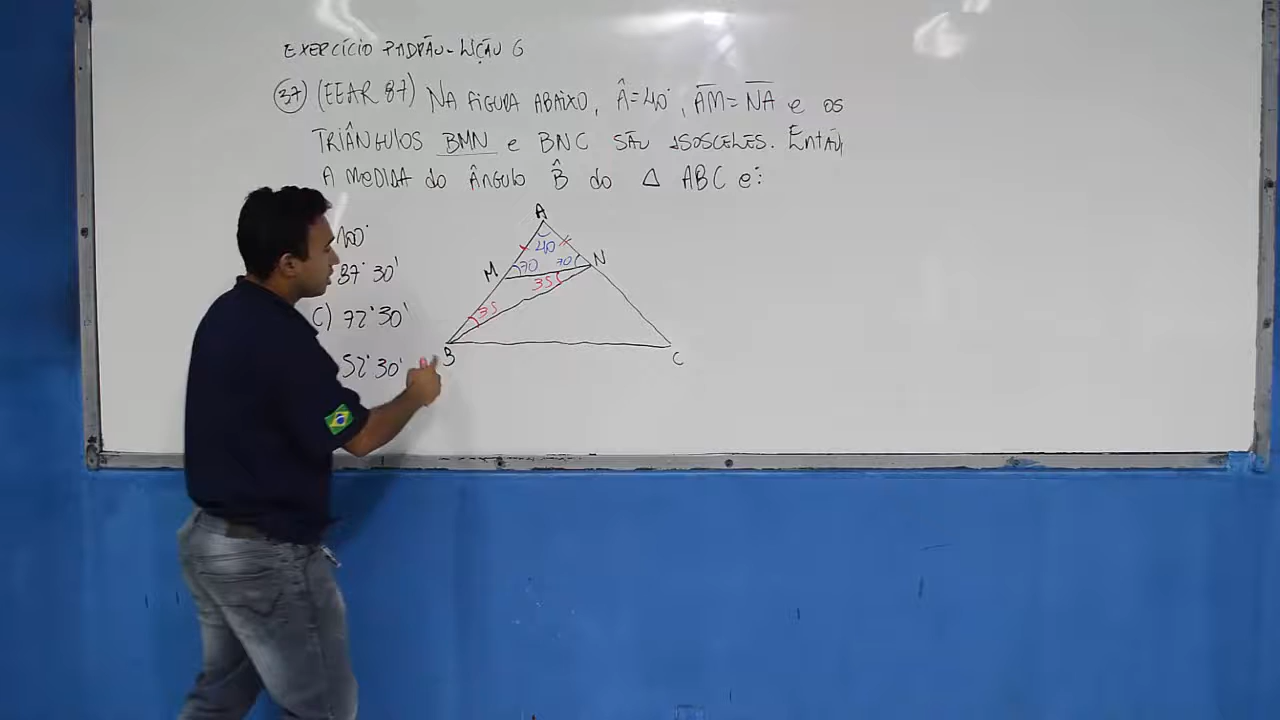 EXERCÍCIO PADRÃO - LIÇÃO 6
37) (EEAR 87) NA FIGURA ABAIXO, Â=40°, AM=NA e os
TRIÂNGULOS BMN e BNC SÃO ISOSCELES. Então,
A MEDIDA do Ângulo B̂ do △ ABC e:
100°
87°30'
C) 72°30'
52°30'
A
40
M
70
70
N
35
35
B
C